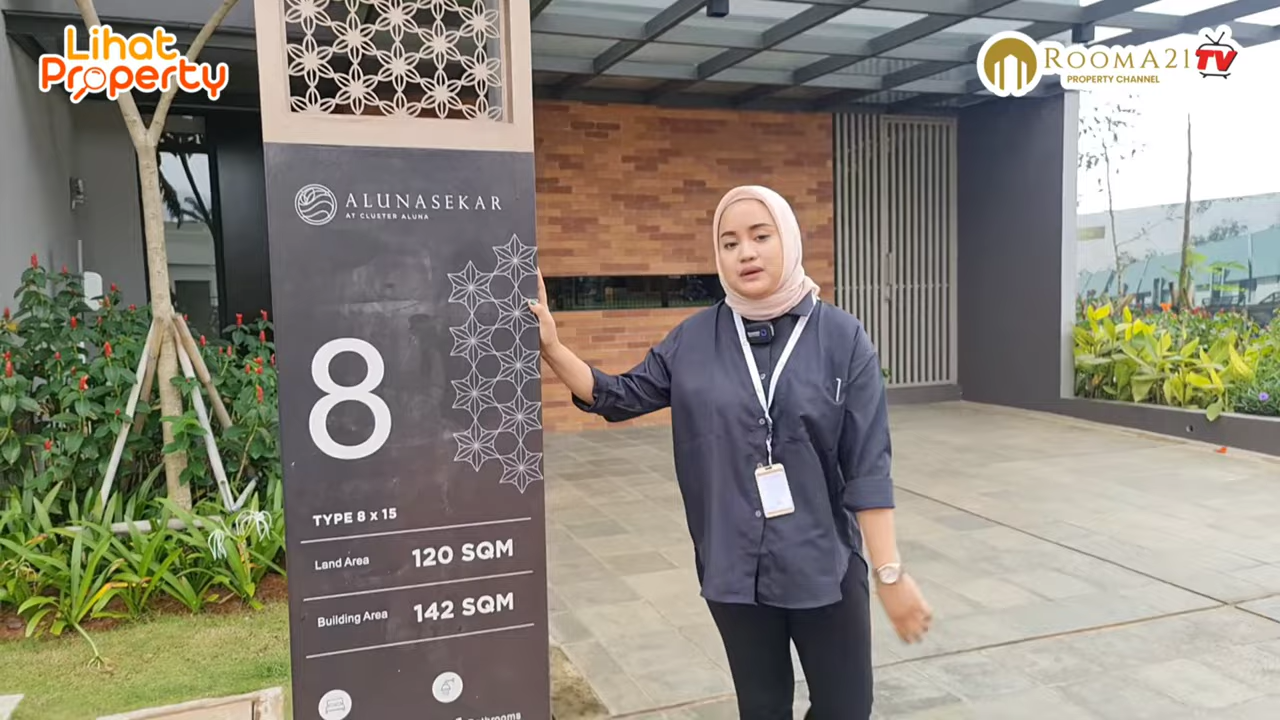 Lihat
Property
ROOMA21 TV
PROPERTY CHANNEL
ALUNASEKAR
AT CLUSTER ALUNA
8
TYPE 8 x 15
Land Area 120 SQM
Building Area 142 SQM